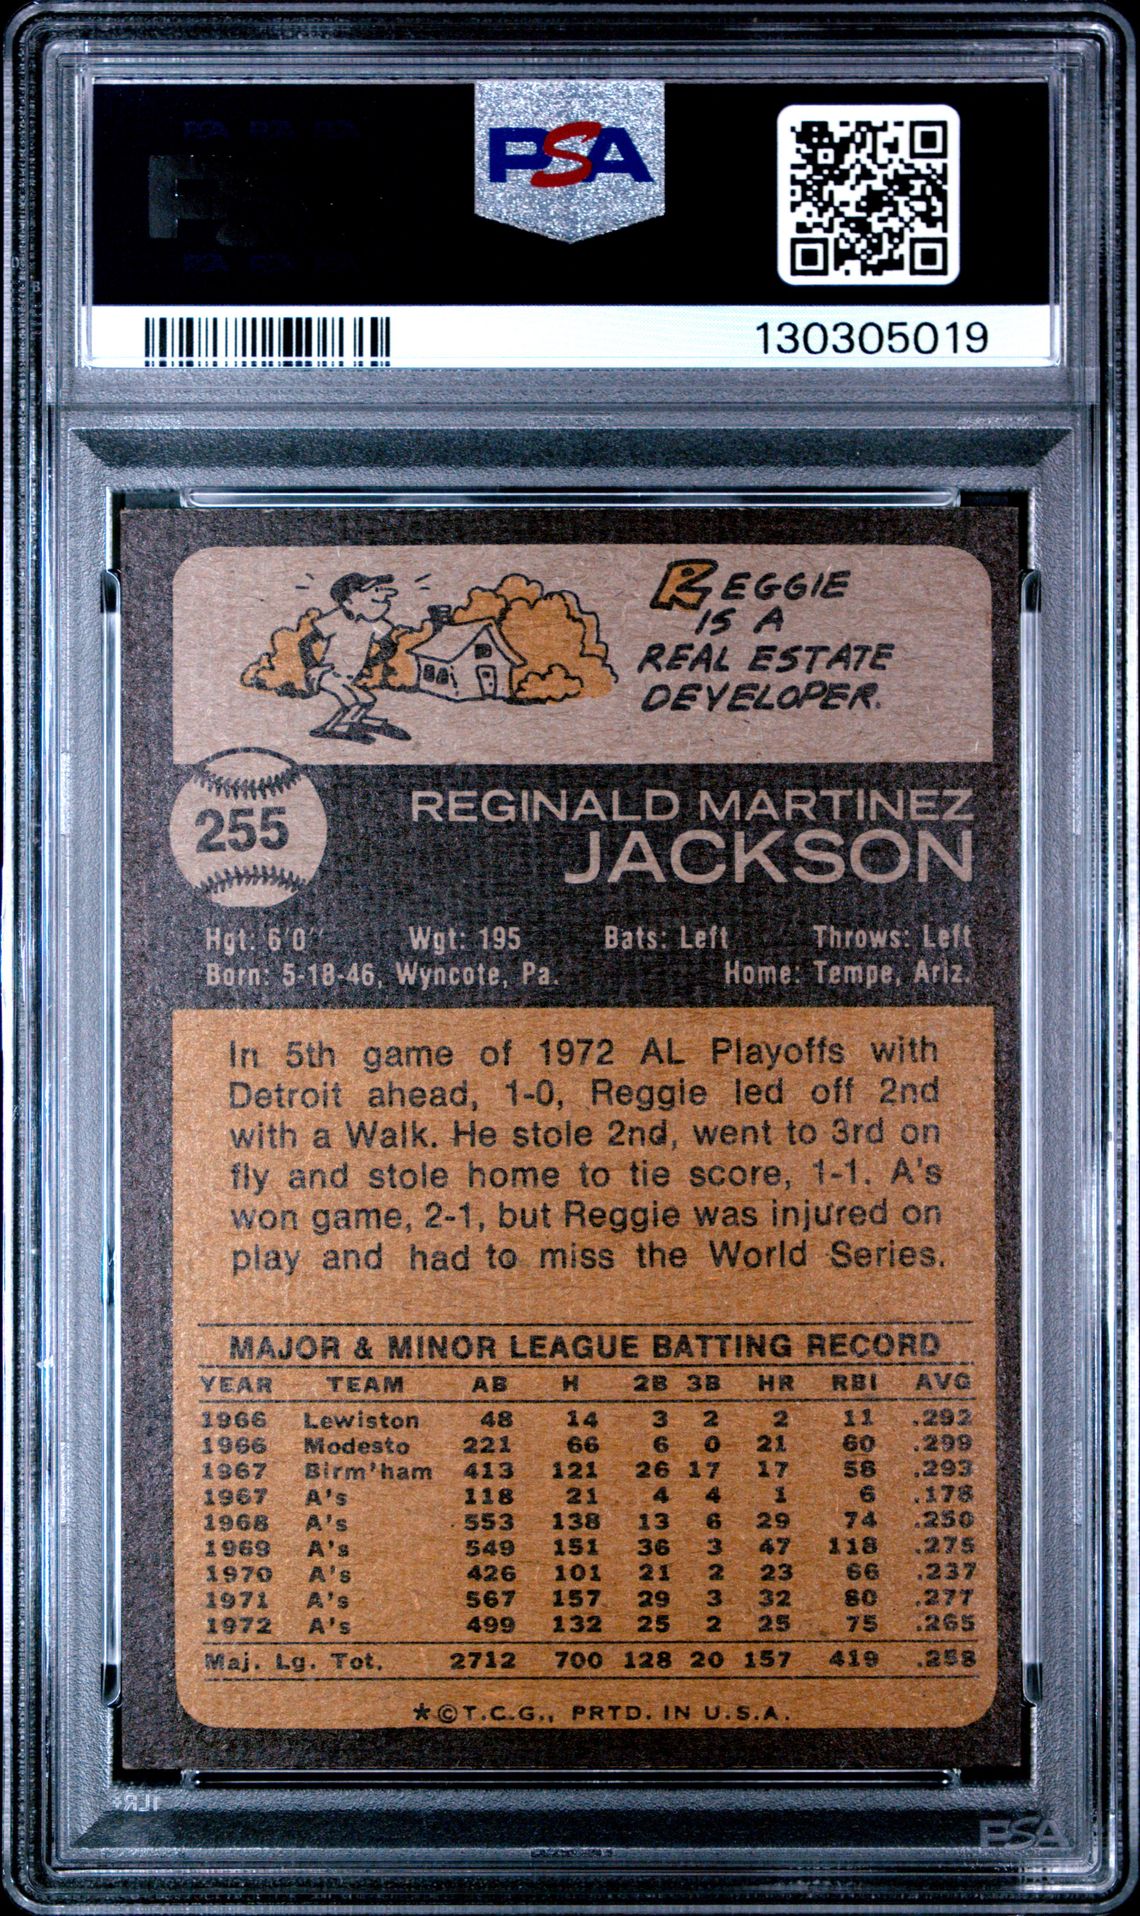 PSA
130305019
REGGIE
IS A
REAL ESTATE
DEVELOPER.
255
REGINALD MARTINEZ
JACKSON
Hgt: 6'0" Wgt: 195 Bats: Left Throws: Left
Born: 5-18-46, Wyncote, Pa. Home: Tempe, Ariz.
In 5th game of 1972 AL Playoffs with
Detroit ahead, 1-0, Reggie led off 2nd
with a Walk. He stole 2nd, went to 3rd on
fly and stole home to tie score, 1-1. A's
won game, 2-1, but Reggie was injured on
play and had to miss the World Series.
MAJOR & MINOR LEAGUE BATTING RECORD
YEAR TEAM AB H 2B 3B HR RBI AVG
1966 Lewiston 48 14 3 2 2 11 .292
1966 Modesto 221 66 6 0 21 60 .299
1967 Birm'ham 413 121 26 17 17 58 .293
1967 A's 118 21 4 4 1 6 .178
1968 A's 553 138 13 6 29 74 .250
1969 A's 549 151 36 3 47 118 .275
1970 A's 426 101 21 2 23 66 .237
1971 A's 567 157 29 3 32 80 .277
1972 A's 499 132 25 2 25 75 .265
Maj. Lg. Tot. 2712 700 128 20 157 419 .258
*©T.C.G., PRTD. IN U.S.A.
PSA